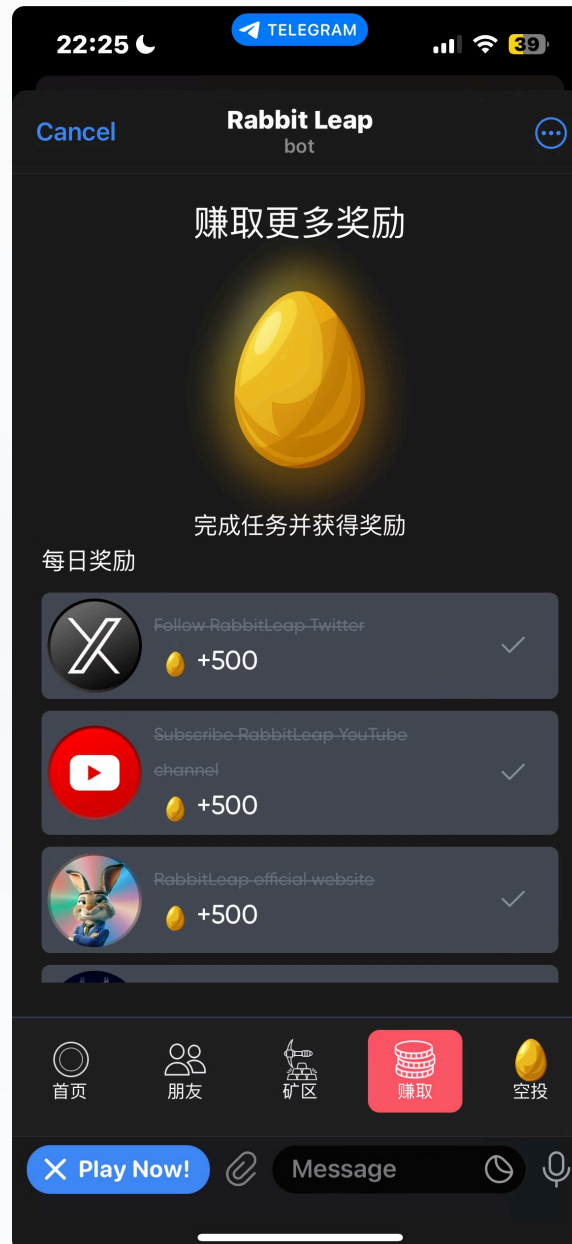 22:25
TELEGRAM
39
Cancel
Rabbit Leap
bot
赚取更多奖励
完成任务并获得奖励
每日奖励
Follow RabbitLeap Twitter
+500
Subscribe RabbitLeap YouTube
channel
+500
RabbitLeap official website
+500
首页
朋友
矿区
赚取
空投
Play Now!
Message